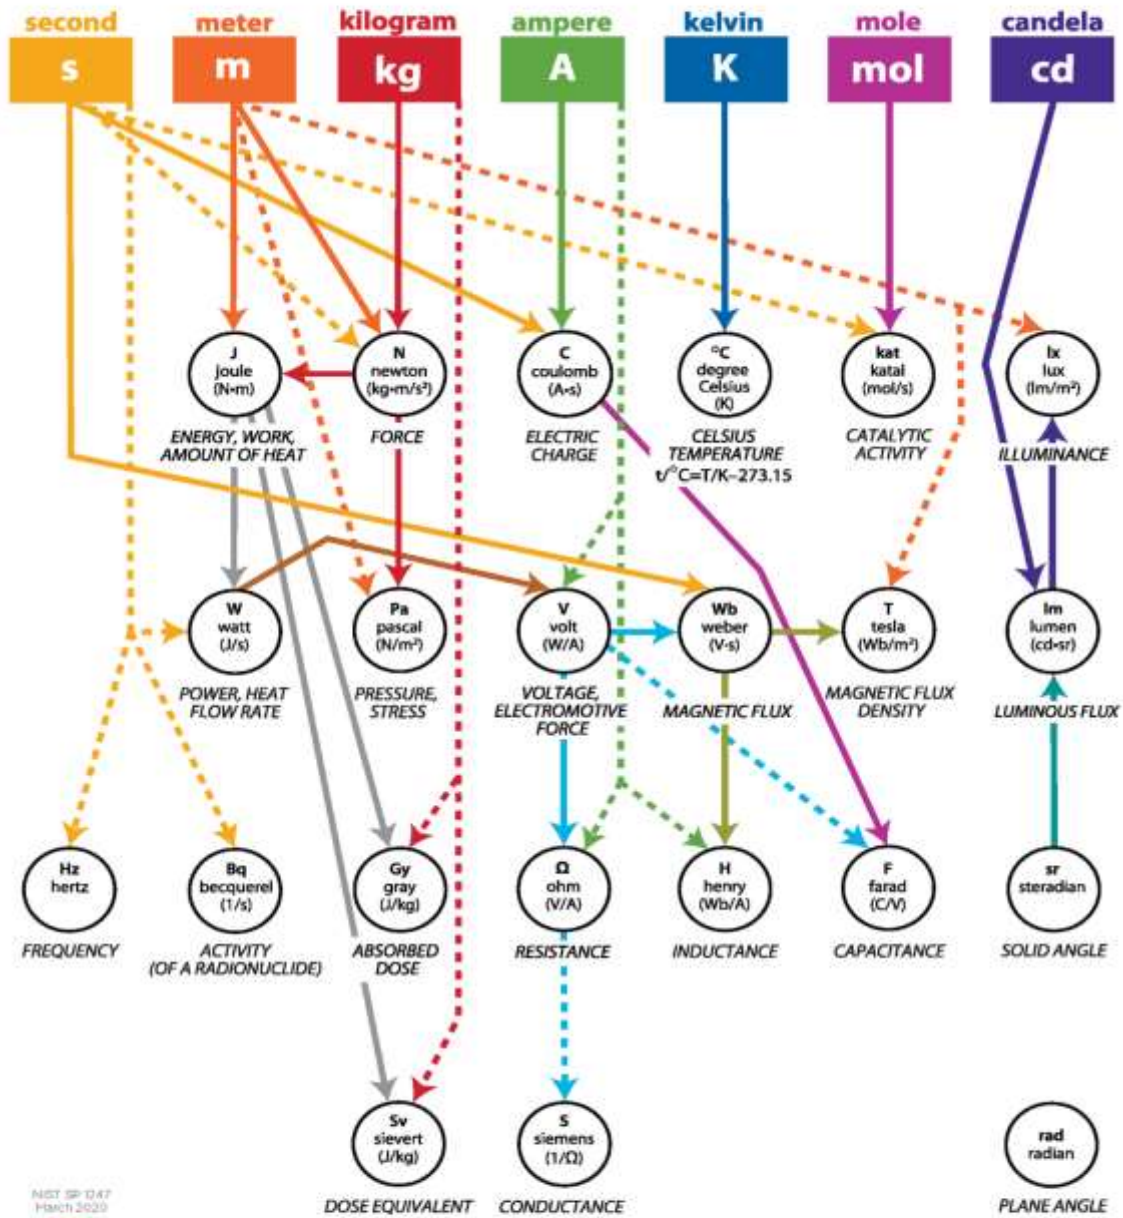 second meter kilogram ampere kelvin mole candela
s m kg A K mol cd
J
joule
(N•m)
ENERGY, WORK,
AMOUNT OF HEAT
N
newton
(kg•m/s²)
FORCE
C
coulomb
(A•s)
ELECTRIC
CHARGE
°C
degree
Celsius
(K)
CELSIUS
TEMPERATURE
t/°C=T/K–273.15
kat
katal
(mol/s)
CATALYTIC
ACTIVITY
lx
lux
(lm/m²)
ILLUMINANCE
W
watt
(J/s)
POWER, HEAT
FLOW RATE
Pa
pascal
(N/m²)
PRESSURE,
STRESS
V
volt
(W/A)
VOLTAGE,
ELECTROMOTIVE
FORCE
Wb
weber
(V·s)
MAGNETIC FLUX
T
tesla
(Wb/m²)
MAGNETIC FLUX
DENSITY
lm
lumen
(cd•sr)
LUMINOUS FLUX
Hz
hertz
FREQUENCY
Bq
becquerel
(1/s)
ACTIVITY
(OF A RADIONUCLIDE)
Gy
gray
(J/kg)
ABSORBED
DOSE
Ω
ohm
(V/A)
RESISTANCE
H
henry
(Wb/A)
INDUCTANCE
F
farad
(C/V)
CAPACITANCE
sr
steradian
SOLID ANGLE
Sv
sievert
(J/kg)
DOSE EQUIVALENT
S
siemens
(1/Ω)
CONDUCTANCE
rad
radian
PLANE ANGLE
NIST SP 1247
March 2020